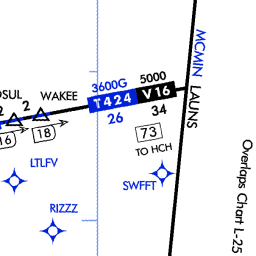 MCMIN
LAUNS
3600G
5000
T424
V16
26
34
OSUL
WAKEE
2
2
16
18
73
TO HCH
LTLFV
SWFFT
RIZZZ
Overlaps Chart L-25